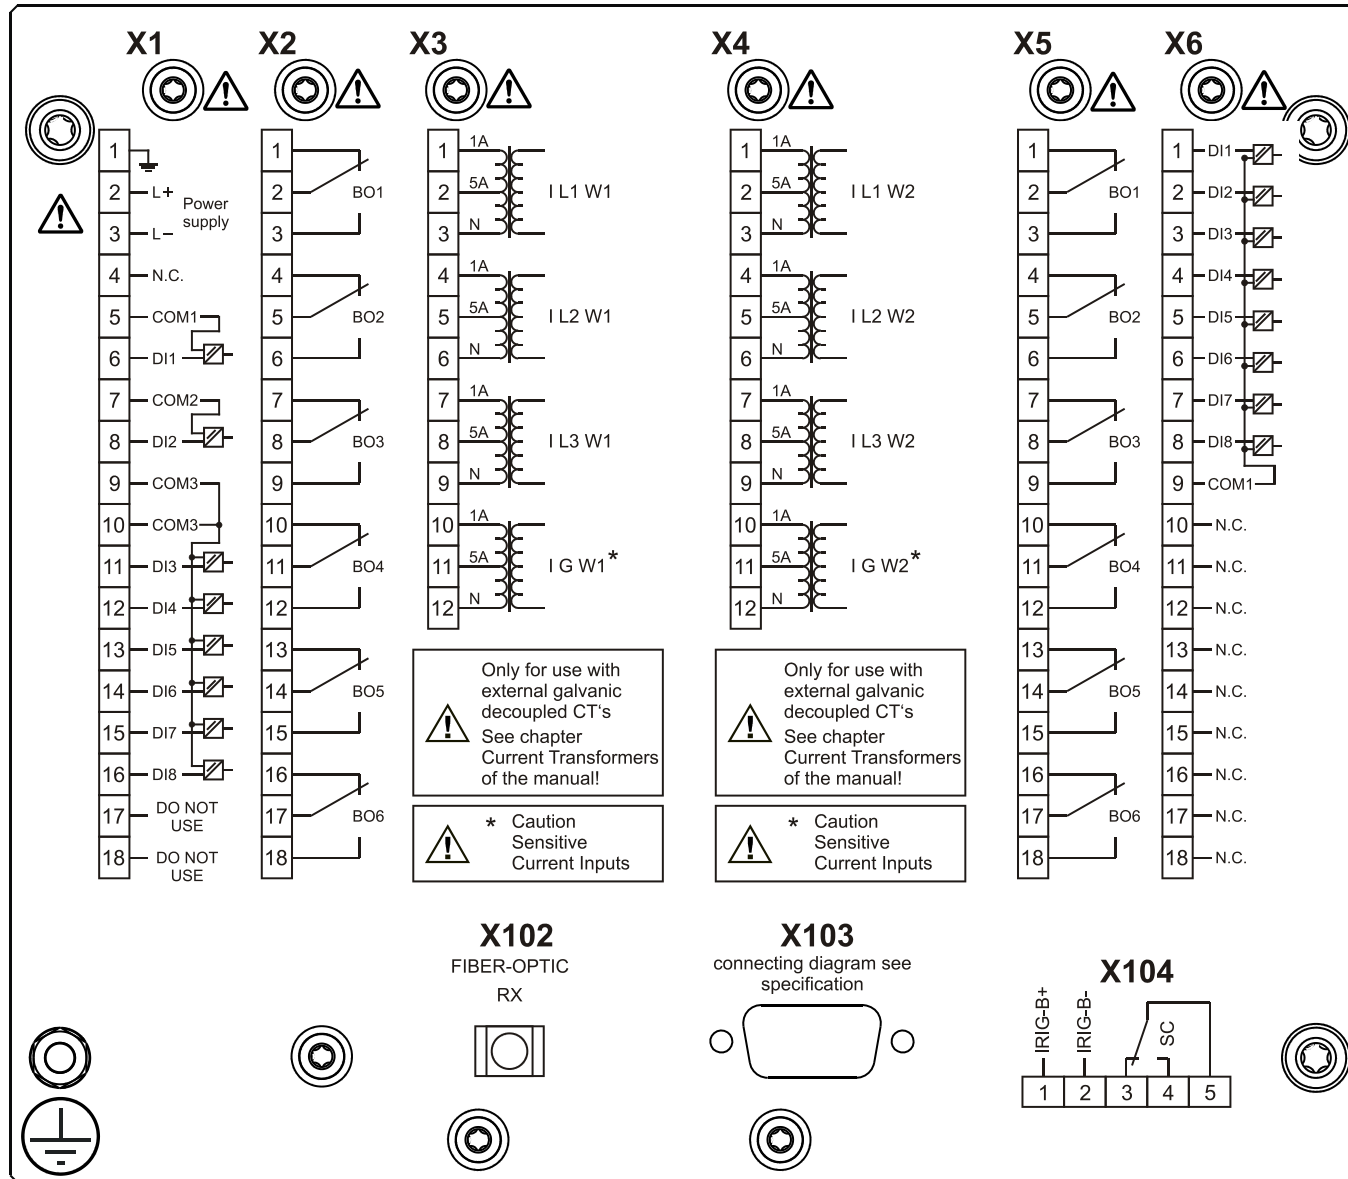 X1
1
2 L+ Power
supply
3 L−
4 N.C.
5 COM1
6 DI1
7 COM2
8 DI2
9 COM3
10 COM3
11 DI3
12 DI4
13 DI5
14 DI6
15 DI7
16 DI8
17 DO NOT
USE
18 DO NOT
USE
X2
1
2 BO1
3
4
5 BO2
6
7
8 BO3
9
10
11 BO4
12
13
14 BO5
15
16
17 BO6
18
X3
1 1A
2 5A I L1 W1
3 N
4 1A
5 5A I L2 W1
6 N
7 1A
8 5A I L3 W1
9 N
10 1A
11 5A I G W1*
12 N
Only for use with
external galvanic
decoupled CT‘s
See chapter
Current Transformers
of the manual!
* Caution
Sensitive
Current Inputs
X4
1 1A
2 5A I L1 W2
3 N
4 1A
5 5A I L2 W2
6 N
7 1A
8 5A I L3 W2
9 N
10 1A
11 5A I G W2*
12 N
Only for use with
external galvanic
decoupled CT‘s
See chapter
Current Transformers
of the manual!
* Caution
Sensitive
Current Inputs
X5
1
2 BO1
3
4
5 BO2
6
7
8 BO3
9
10
11 BO4
12
13
14 BO5
15
16
17 BO6
18
X6
1 DI1
2 DI2
3 DI3
4 DI4
5 DI5
6 DI6
7 DI7
8 DI8
9 COM1
10 N.C.
11 N.C.
12 N.C.
13 N.C.
14 N.C.
15 N.C.
16 N.C.
17 N.C.
18 N.C.
X102
FIBER-OPTIC
RX
X103
connecting diagram see
specification
X104
IRIG-B+
IRIG-B-
SC
1 2 3 4 5